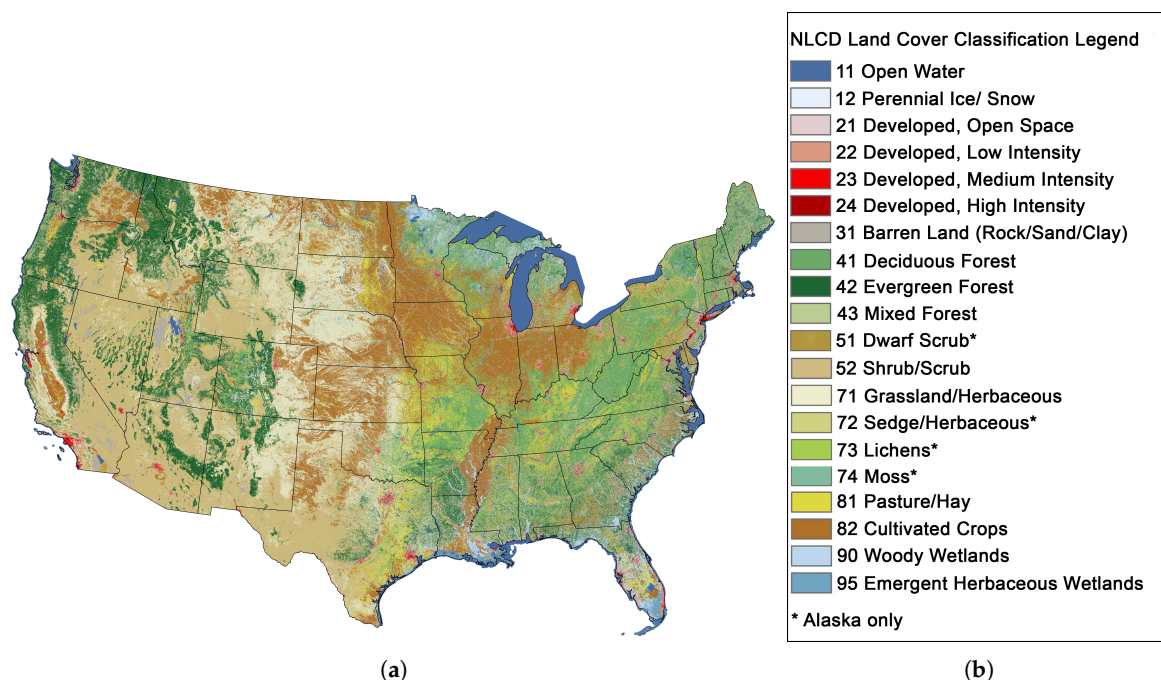 NLCD Land Cover Classification Legend
11 Open Water
12 Perennial Ice/ Snow
21 Developed, Open Space
22 Developed, Low Intensity
23 Developed, Medium Intensity
24 Developed, High Intensity
31 Barren Land (Rock/Sand/Clay)
41 Deciduous Forest
42 Evergreen Forest
43 Mixed Forest
51 Dwarf Scrub*
52 Shrub/Scrub
71 Grassland/Herbaceous
72 Sedge/Herbaceous*
73 Lichens*
74 Moss*
81 Pasture/Hay
82 Cultivated Crops
90 Woody Wetlands
95 Emergent Herbaceous Wetlands
* Alaska only
(a)
(b)